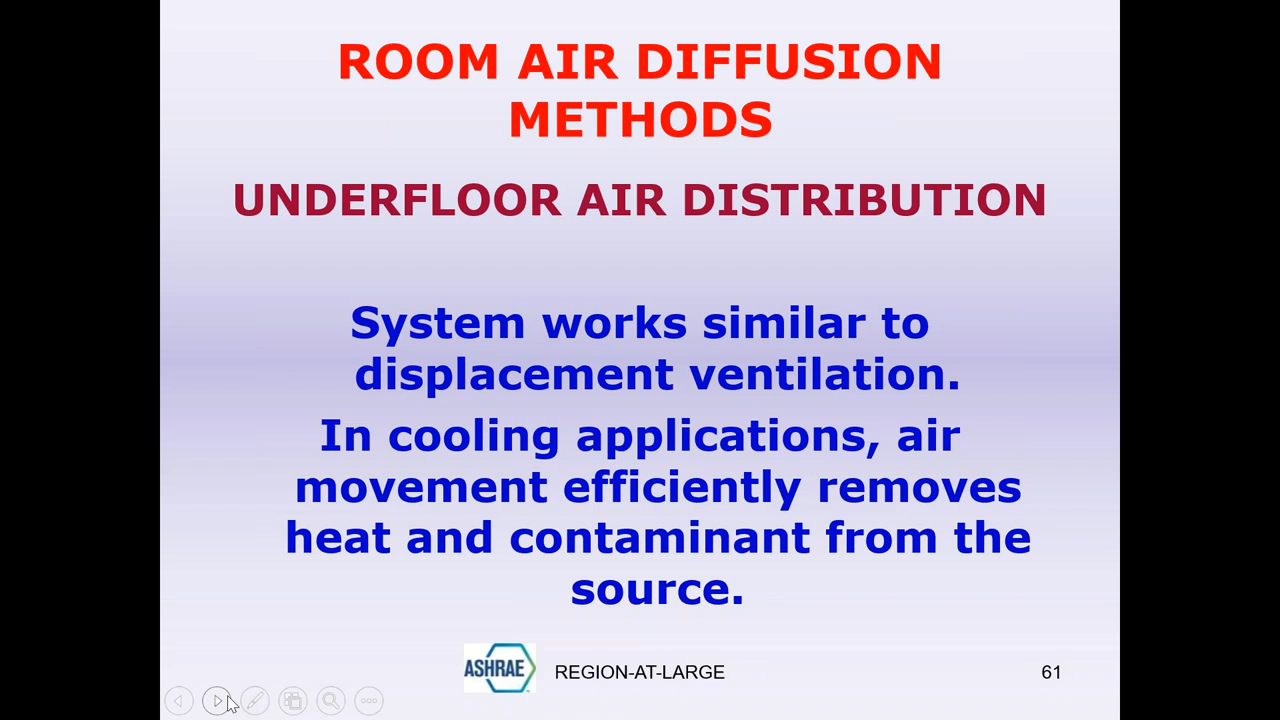 ROOM AIR DIFFUSION
METHODS
UNDERFLOOR AIR DISTRIBUTION
System works similar to
displacement ventilation.
In cooling applications, air
movement efficiently removes
heat and contaminant from the
source.
ASHRAE
REGION-AT-LARGE
61